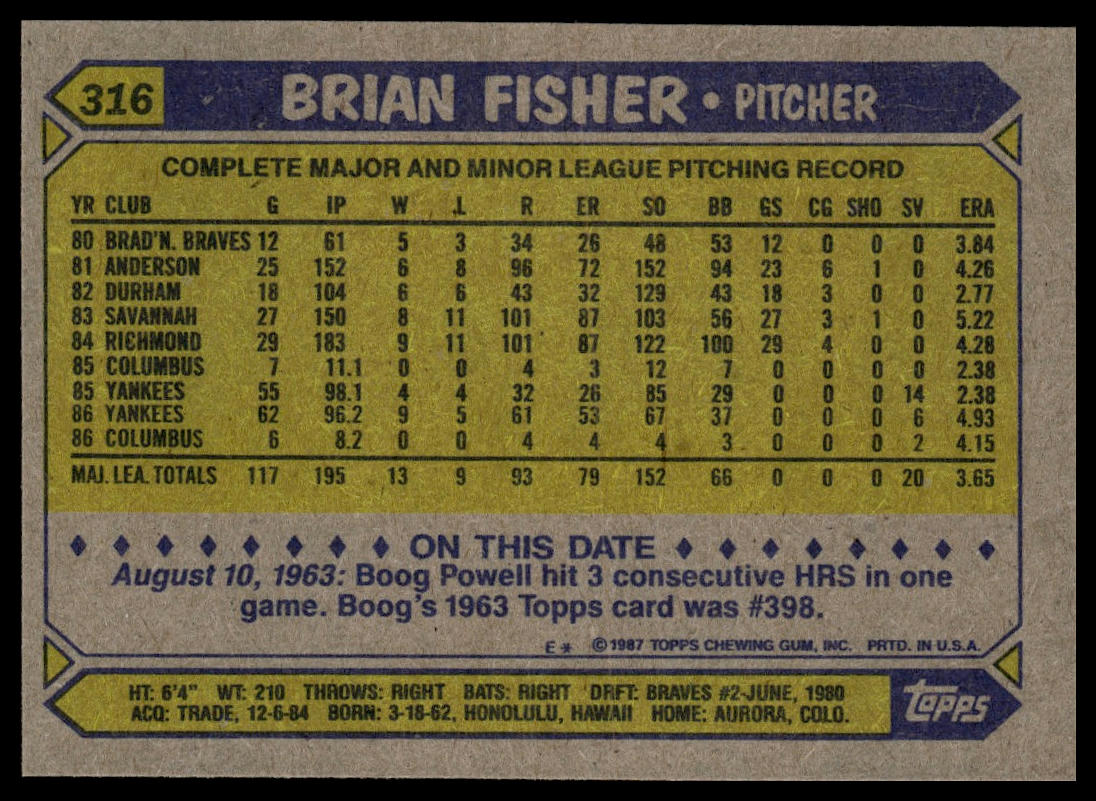 316 BRIAN FISHER • PITCHER
COMPLETE MAJOR AND MINOR LEAGUE PITCHING RECORD
YR CLUB G IP W L R ER SO BB GS CG SHO SV ERA
80 BRAD'N. BRAVES 12 61 5 3 34 26 48 53 12 0 0 0 3.84
81 ANDERSON 25 152 6 8 96 72 152 94 23 6 1 0 4.26
82 DURHAM 18 104 6 6 43 32 129 43 18 3 0 0 2.77
83 SAVANNAH 27 150 8 11 101 87 103 56 27 3 1 0 5.22
84 RICHMOND 29 183 9 11 101 87 122 100 29 4 0 0 4.28
85 COLUMBUS 7 11.1 0 0 4 3 12 7 0 0 0 0 2.38
85 YANKEES 55 98.1 4 4 32 26 85 29 0 0 0 14 2.38
86 YANKEES 62 96.2 9 5 61 53 67 37 0 0 0 6 4.93
86 COLUMBUS 6 8.2 0 0 4 4 4 3 0 0 0 2 4.15
MAJ. LEA. TOTALS 117 195 13 9 93 79 152 66 0 0 0 20 3.65
ON THIS DATE
August 10, 1963: Boog Powell hit 3 consecutive HRS in one
game. Boog's 1963 Topps card was #398.
E * © 1987 TOPPS CHEWING GUM, INC. PRTD. IN U.S.A.
HT: 6'4" WT: 210 THROWS: RIGHT BATS: RIGHT DRFT: BRAVES #2-JUNE, 1980
ACQ: TRADE, 12-6-84 BORN: 3-18-62, HONOLULU, HAWAII HOME: AURORA, COLO.
topps